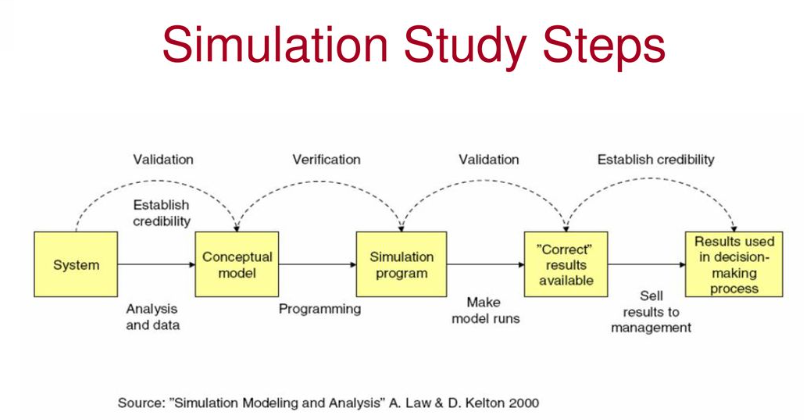 Simulation Study Steps
Validation
Verification
Validation
Establish credibility
Establish
credibility
System
Conceptual
model
Simulation
program
"Correct"
results
available
Results used
in decision-
making
process
Analysis
and data
Programming
Make
model runs
Sell
results to
management
Source: "Simulation Modeling and Analysis" A. Law & D. Kelton 2000